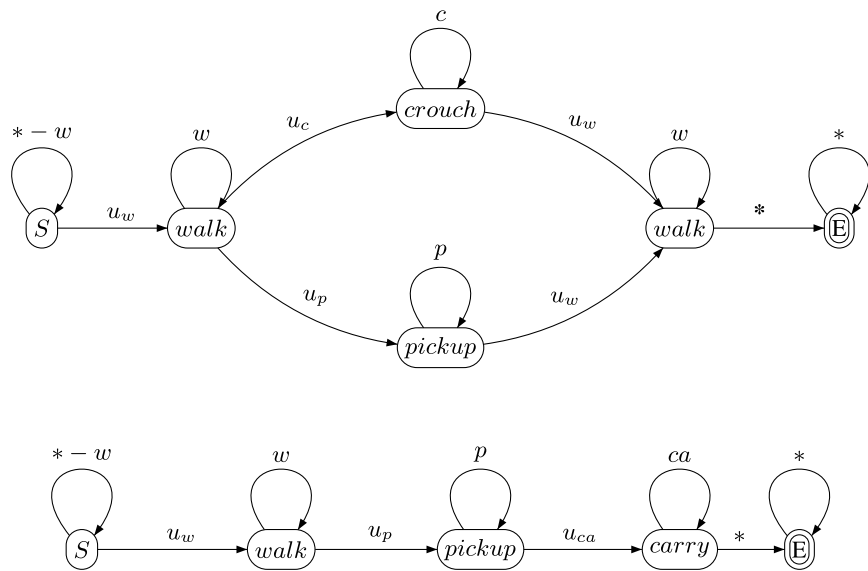 c
crouch
u_c u_w
* − w w w *
S u_w walk walk * E
p
u_p u_w
pickup
* − w w p ca *
S u_w walk u_p pickup u_ca carry * E